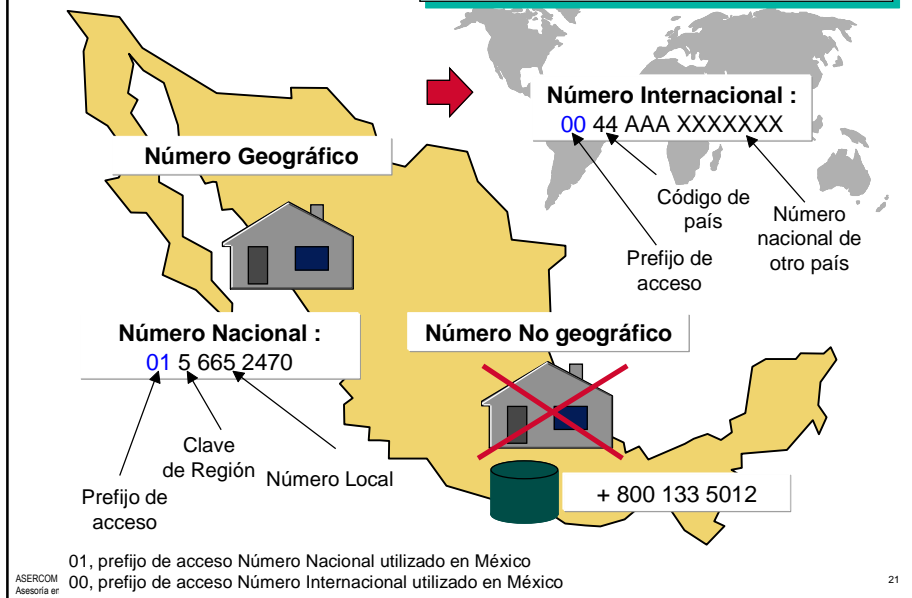 Número Internacional :
00 44 AAA XXXXXXX
Número Geográfico
Código de
país
Número
nacional de
otro país
Prefijo de
acceso
Número Nacional :
01 5 665 2470
Número No geográfico
Clave
de Región
Número Local
Prefijo de
acceso
+ 800 133 5012
01, prefijo de acceso Número Nacional utilizado en México
00, prefijo de acceso Número Internacional utilizado en México
ASERCOM
Asesoría en
21